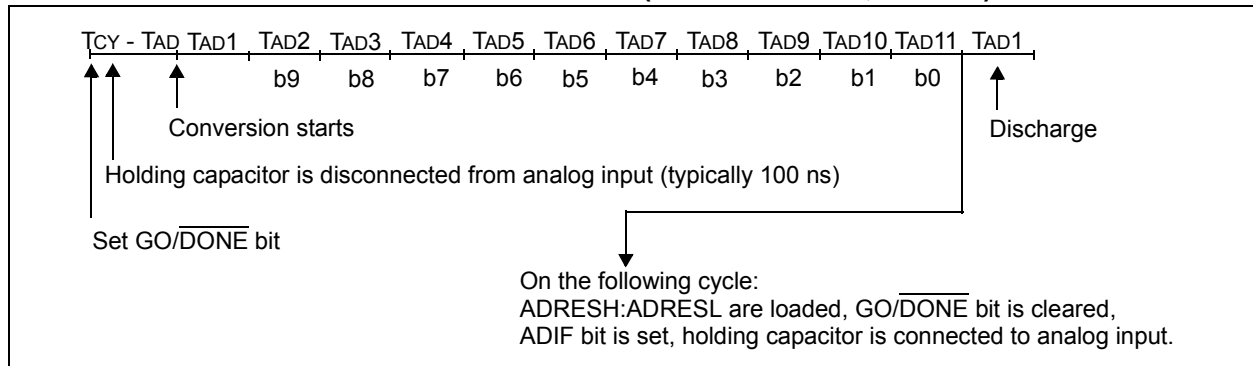 TCY - TAD TAD1 TAD2 TAD3 TAD4 TAD5 TAD6 TAD7 TAD8 TAD9 TAD10 TAD11 TAD1
b9 b8 b7 b6 b5 b4 b3 b2 b1 b0
Conversion starts
Discharge
Holding capacitor is disconnected from analog input (typically 100 ns)
Set GO/DONE bit
On the following cycle:
ADRESH:ADRESL are loaded, GO/DONE bit is cleared,
ADIF bit is set, holding capacitor is connected to analog input.